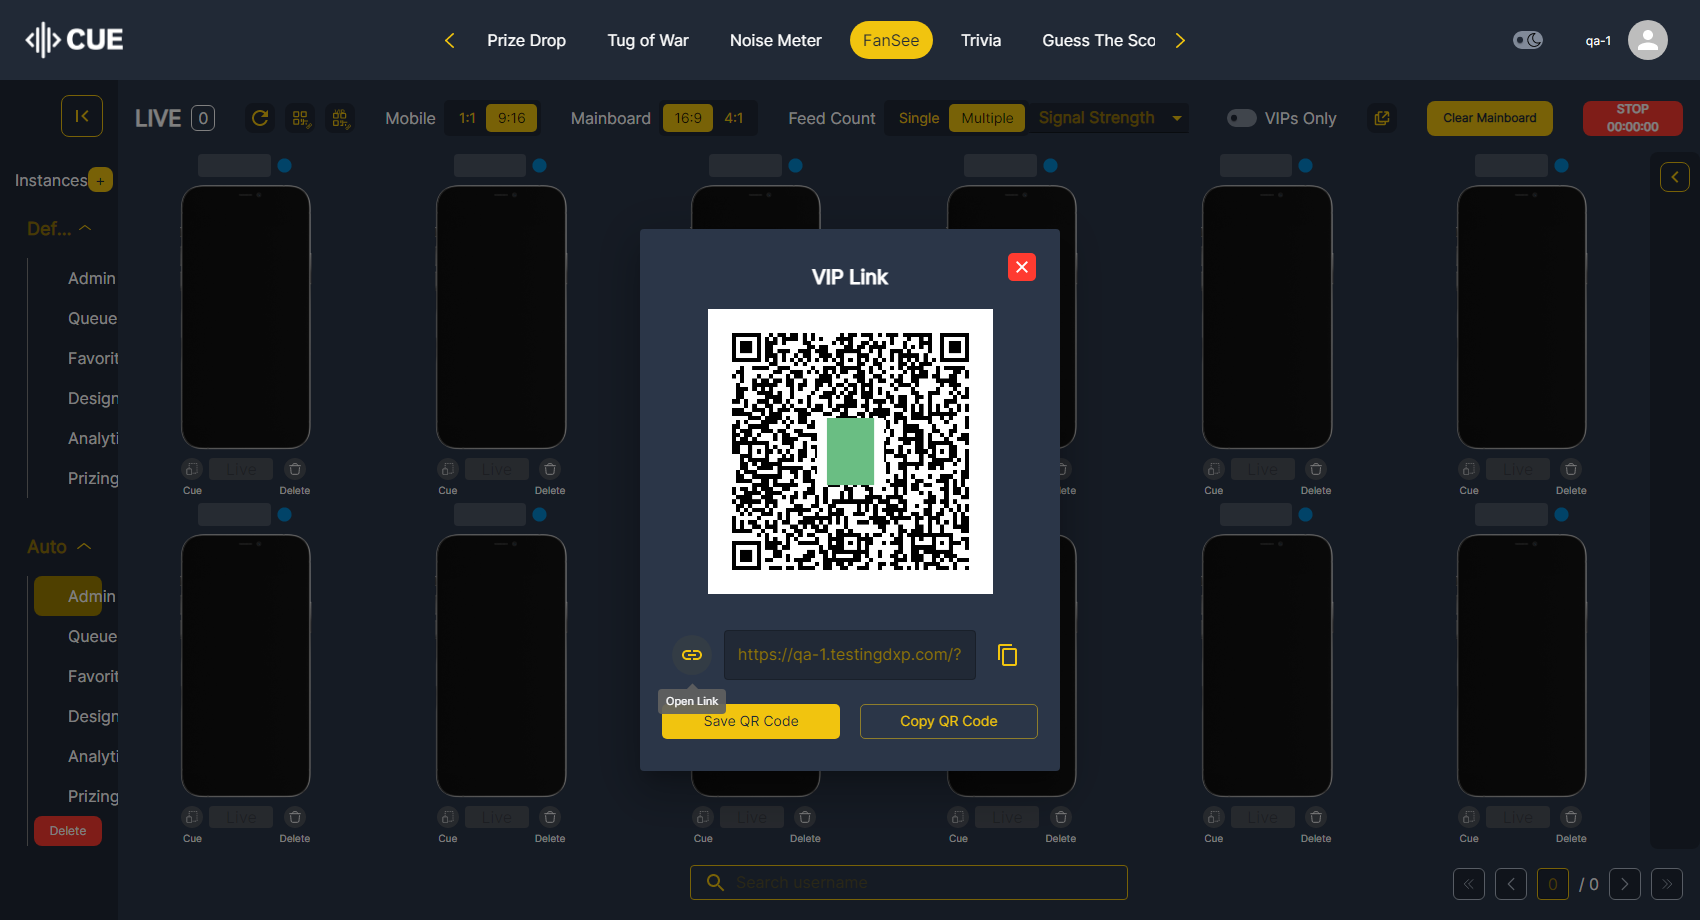 CUE
Prize Drop
Tug of War
Noise Meter
FanSee
Trivia
Guess The Sco
qa-1
LIVE 0
Mobile 1:1 9:16
Mainboard 16:9 4:1
Feed Count Single Multiple
Signal Strength
VIPs Only
Clear Mainboard
STOP
00:00:00
Instances +
Def...
Admin
Queue
Favorit
Design
Analyti
Prizing
Auto
Admin
Queue
Favorit
Design
Analyti
Prizing
Delete
Live
Cue Delete
Live
Cue Delete
ete
Live
Cue Delete
Live
Cue Delete
VIP Link
https://qa-1.testingdxp.com/?
Open Link
Save QR Code
Copy QR Code
Live
Cue Delete
Live
Cue Delete
Live
Cue Delete
Live
Cue Delete
Live
Cue Delete
Live
Cue Delete
Search username
0 / 0